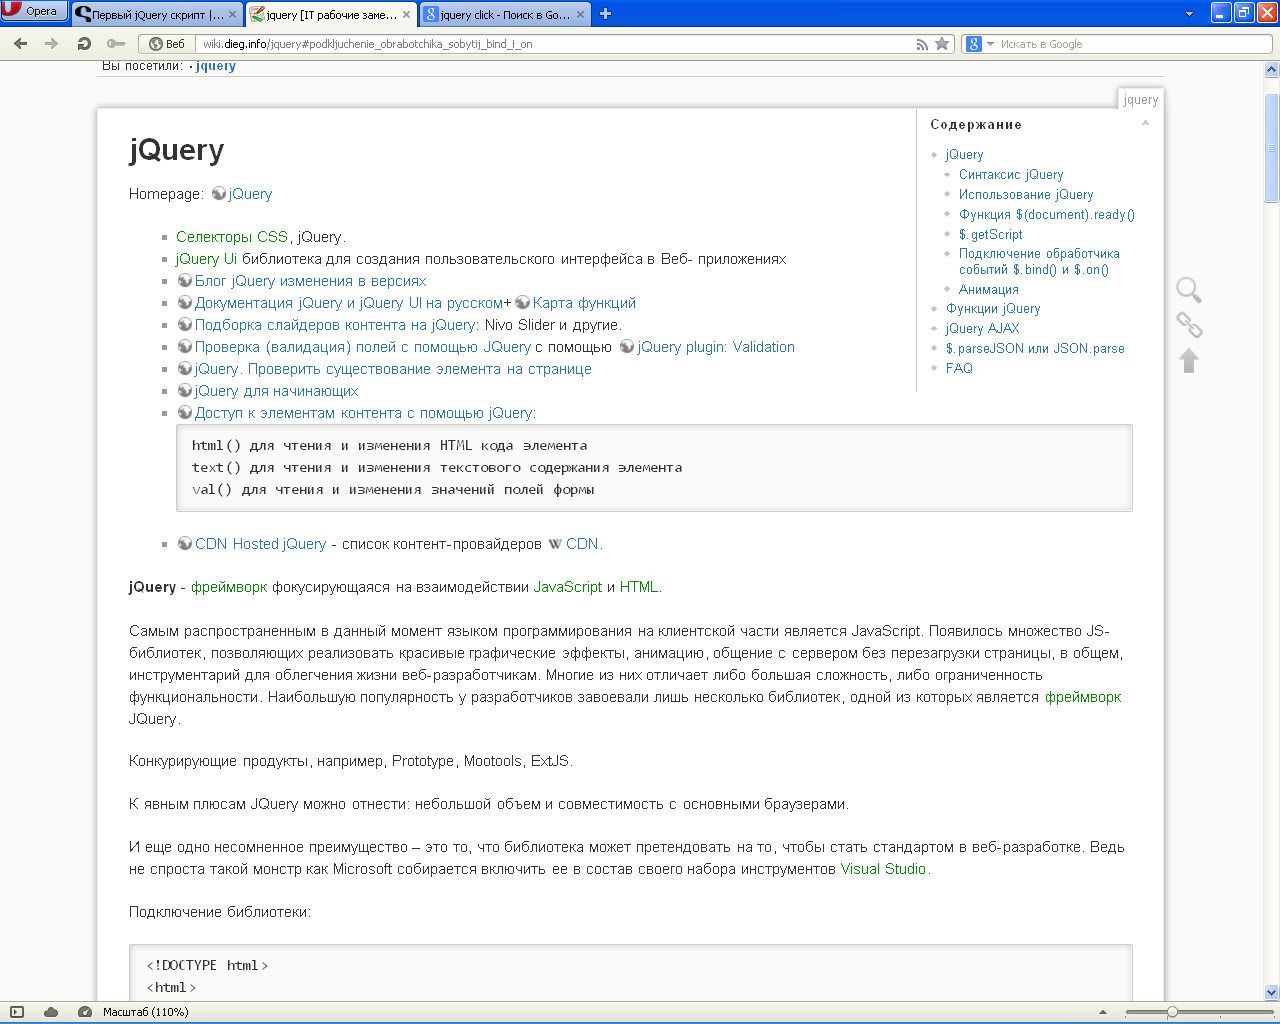 Opera
Первый jQuery скрипт |...
jquery [IT рабочие заме...
jquery click - Поиск в Go...
Веб
wiki.dieg.info/jquery#podkljuchenie_obrabotchika_sobytij_bind_i_on
Искать в Google
Вы посетили: · jquery
jquery
Содержание
jQuery
Синтаксис jQuery
Использование jQuery
Функция $(document).ready()
$.getScript
Подключение обработчика
событий $.bind() и $.on()
Анимация
Функции jQuery
jQuery AJAX
$.parseJSON или JSON.parse
FAQ
jQuery
Homepage: jQuery
Селекторы CSS, jQuery.
jQuery Ui библиотека для создания пользовательского интерфейса в Веб- приложениях
Блог jQuery изменения в версиях
Документация jQuery и jQuery UI на русском+ Карта функций
Подборка слайдеров контента на jQuery: Nivo Slider и другие.
Проверка (валидация) полей с помощью JQuery с помощью jQuery plugin: Validation
jQuery. Проверить существование элемента на странице
jQuery для начинающих
Доступ к элементам контента с помощью jQuery:
html() для чтения и изменения HTML кода элемента
text() для чтения и изменения текстового содержания элемента
val() для чтения и изменения значений полей формы
CDN Hosted jQuery - список контент-провайдеров W CDN.
jQuery - фреймворк фокусирующаяся на взаимодействии JavaScript и HTML.
Самым распространенным в данный момент языком программирования на клиентской части является JavaScript. Появилось множество JS-
библиотек, позволяющих реализовать красивые графические эффекты, анимацию, общение с сервером без перезагрузки страницы, в общем,
инструментарий для облегчения жизни веб-разработчикам. Многие из них отличает либо большая сложность, либо ограниченность
функциональности. Наибольшую популярность у разработчиков завоевали лишь несколько библиотек, одной из которых является фреймворк
JQuery.
Конкурирующие продукты, например, Prototype, Mootools, ExtJS.
К явным плюсам JQuery можно отнести: небольшой объем и совместимость с основными браузерами.
И еще одно несомненное преимущество – это то, что библиотека может претендовать на то, чтобы стать стандартом в веб-разработке. Ведь
не спроста такой монстр как Microsoft собирается включить ее в состав своего набора инструментов Visual Studio.
Подключение библиотеки:
<!DOCTYPE html>
<html>
Масштаб (110%)